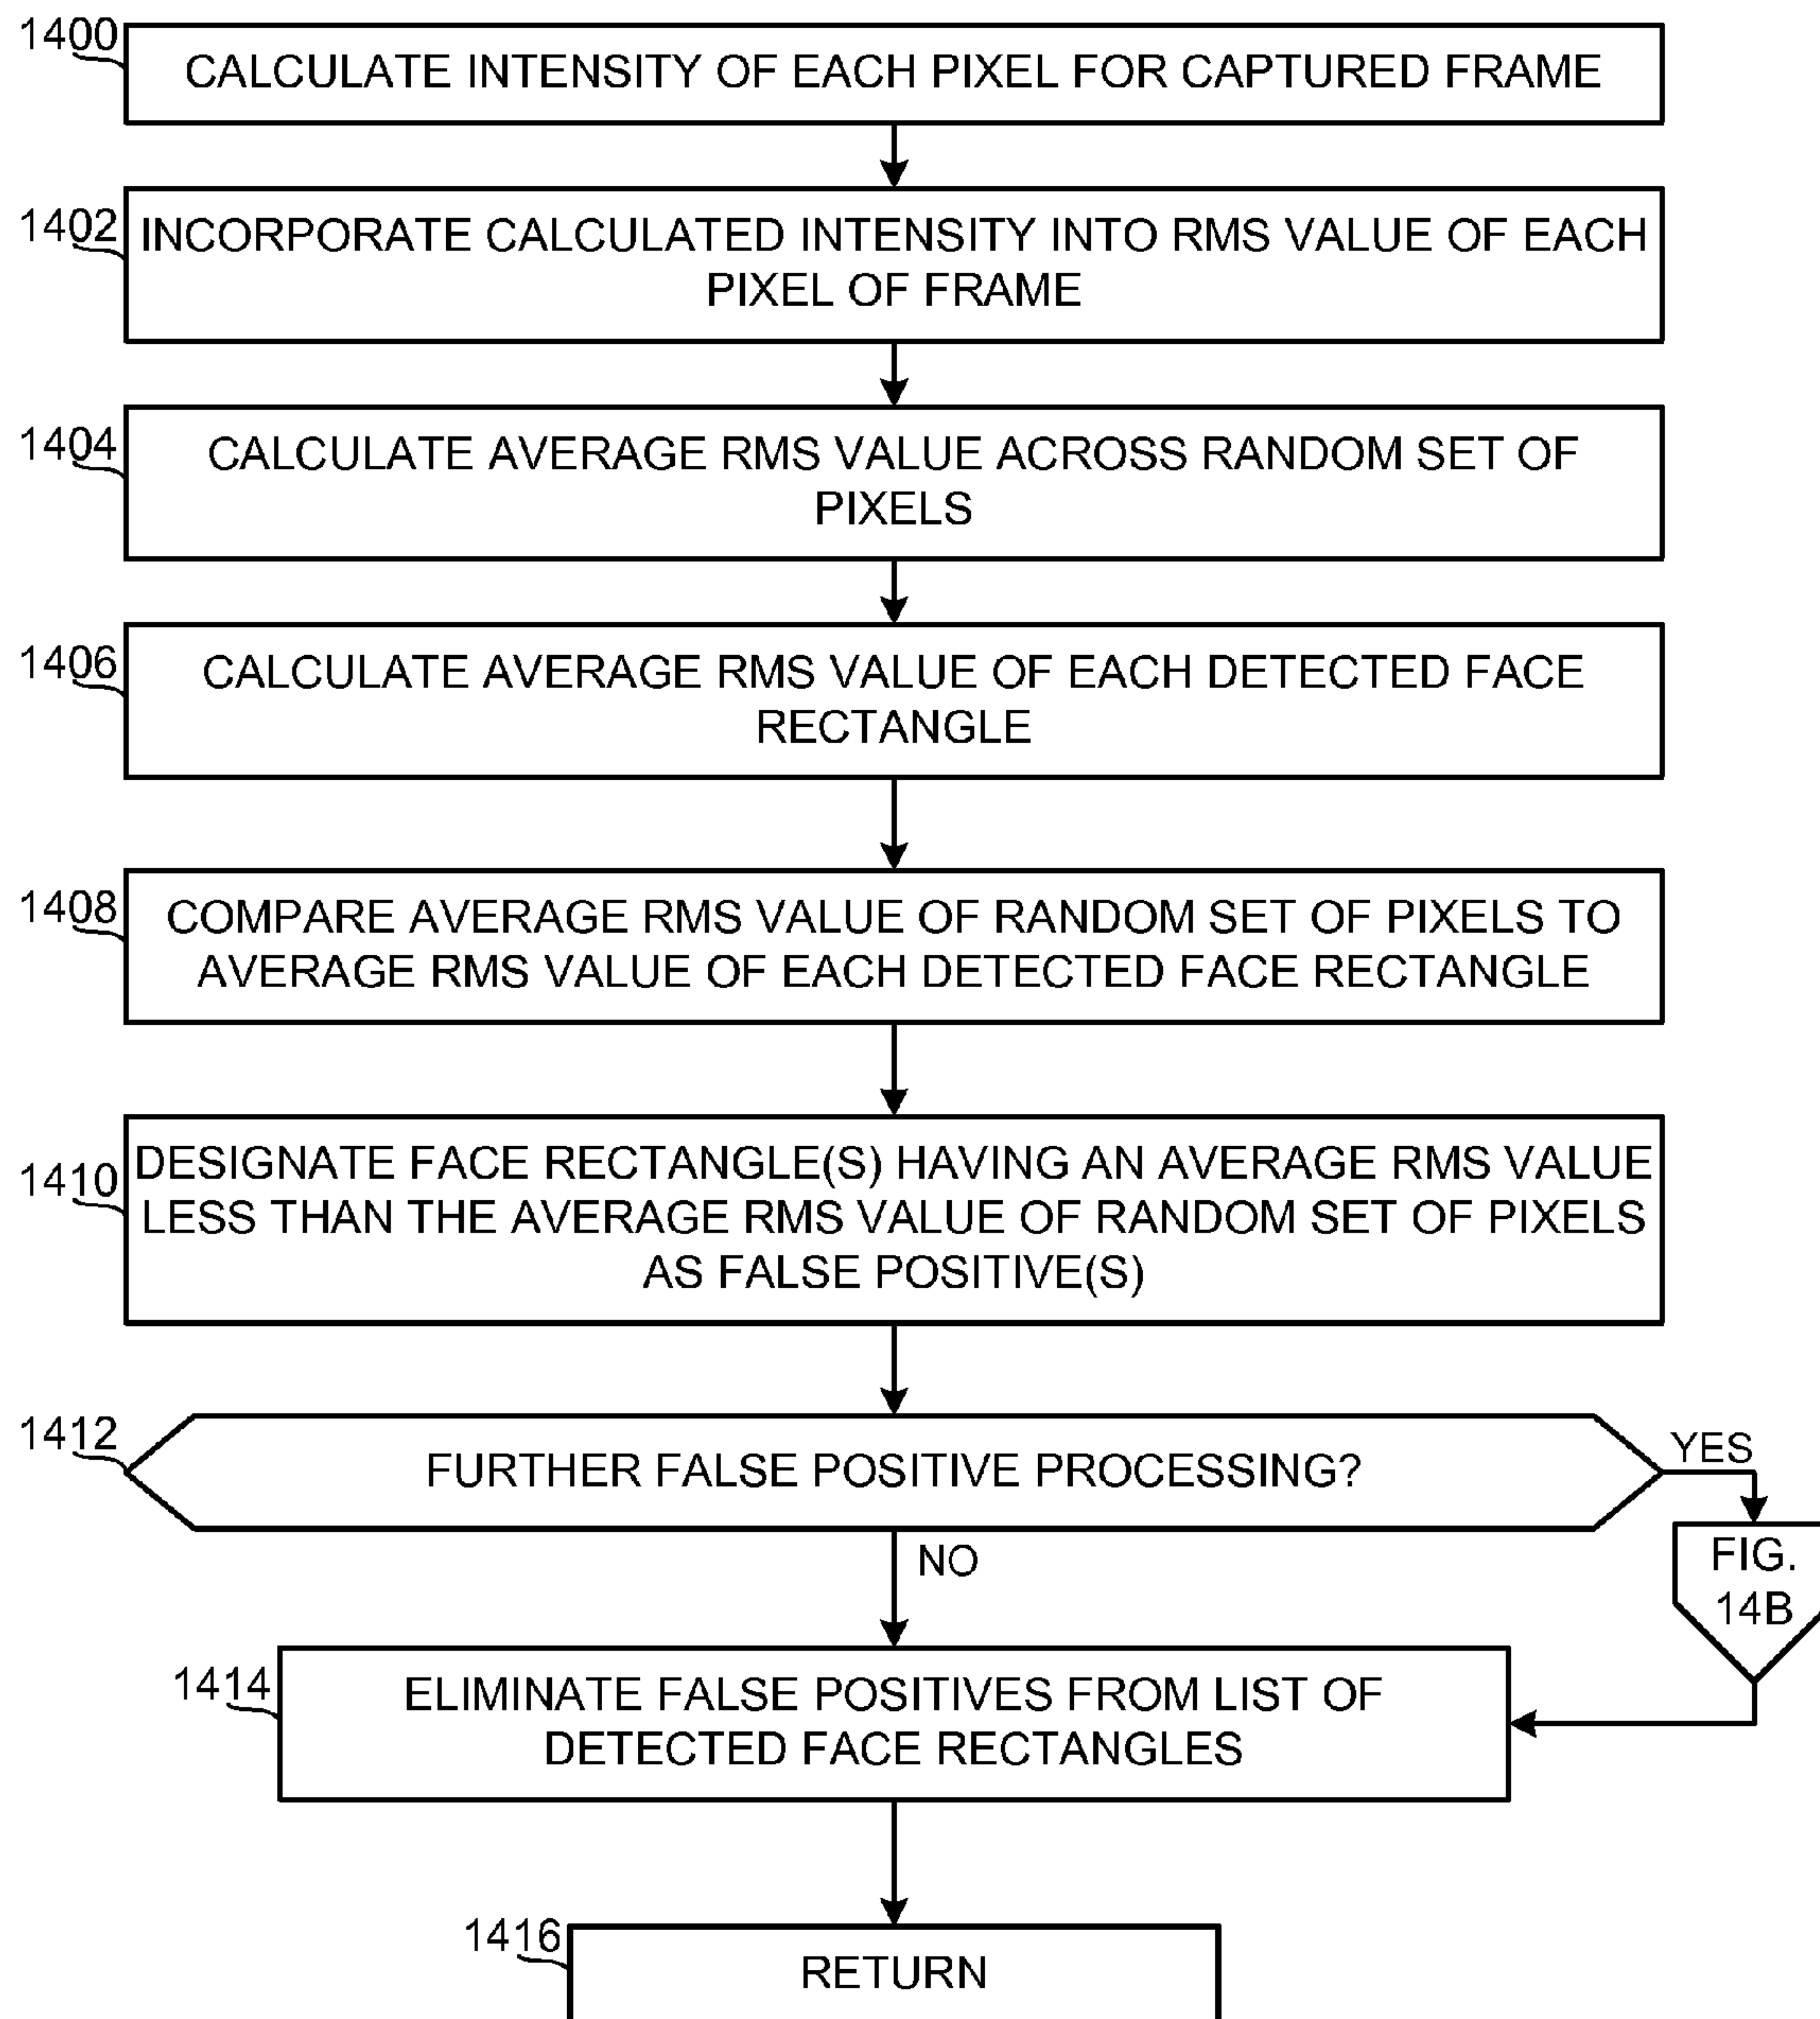 1400
CALCULATE INTENSITY OF EACH PIXEL FOR CAPTURED FRAME
1402
INCORPORATE CALCULATED INTENSITY INTO RMS VALUE OF EACH
PIXEL OF FRAME
1404
CALCULATE AVERAGE RMS VALUE ACROSS RANDOM SET OF
PIXELS
1406
CALCULATE AVERAGE RMS VALUE OF EACH DETECTED FACE
RECTANGLE
1408
COMPARE AVERAGE RMS VALUE OF RANDOM SET OF PIXELS TO
AVERAGE RMS VALUE OF EACH DETECTED FACE RECTANGLE
1410
DESIGNATE FACE RECTANGLE(S) HAVING AN AVERAGE RMS VALUE
LESS THAN THE AVERAGE RMS VALUE OF RANDOM SET OF PIXELS
AS FALSE POSITIVE(S)
1412
FURTHER FALSE POSITIVE PROCESSING?
YES
FIG.
14B
NO
1414
ELIMINATE FALSE POSITIVES FROM LIST OF
DETECTED FACE RECTANGLES
1416
RETURN